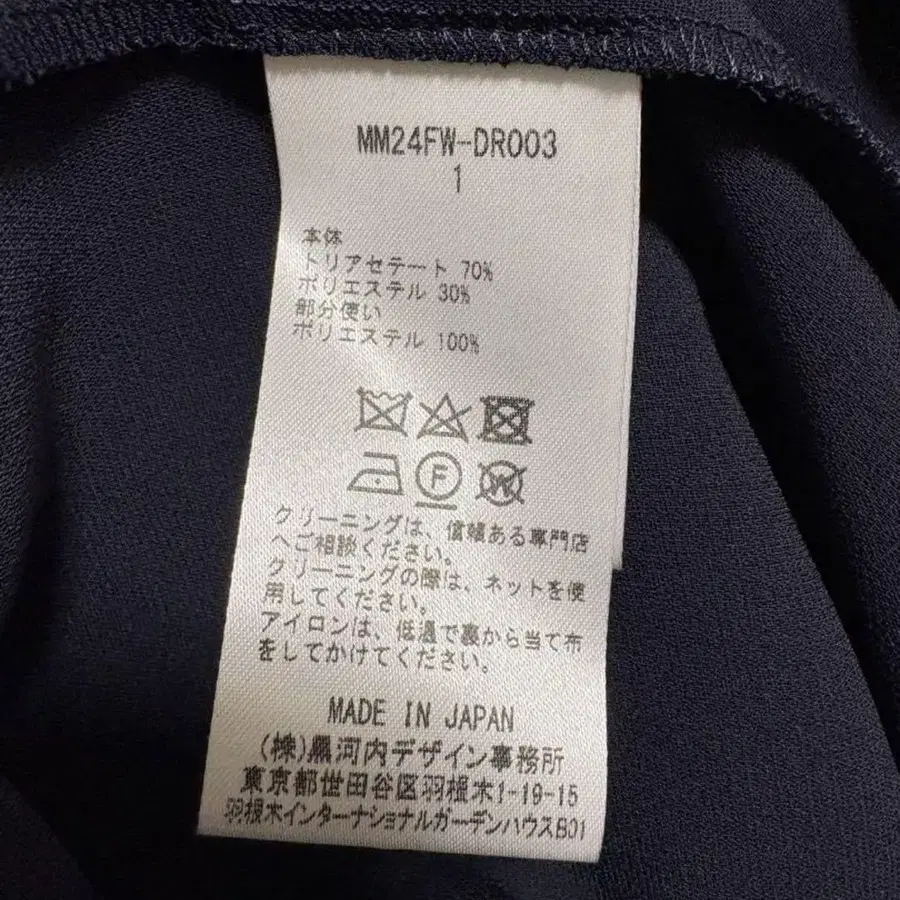 MM24FW-DR003
1
本体
トリアセテート 70%
ポリエステル 30%
部分使い
ポリエステル 100%
F
W
クリーニングは、信頼ある専門店
へご相談ください。
クリーニングの際は、ネットを使
用してください。
アイロンは、低温で裏から当て布
をしてかけてください。
MADE IN JAPAN
(株)黒河内デザイン事務所
東京都世田谷区羽根木1-19-15
羽根木インターナショナルガーデンハウスB01